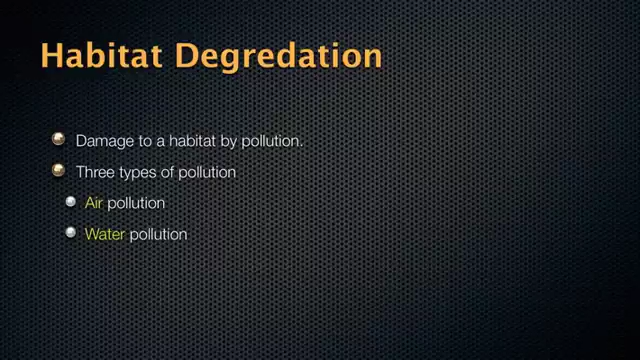 Habitat Degredation
Damage to a habitat by pollution.
Three types of pollution
Air pollution
Water pollution